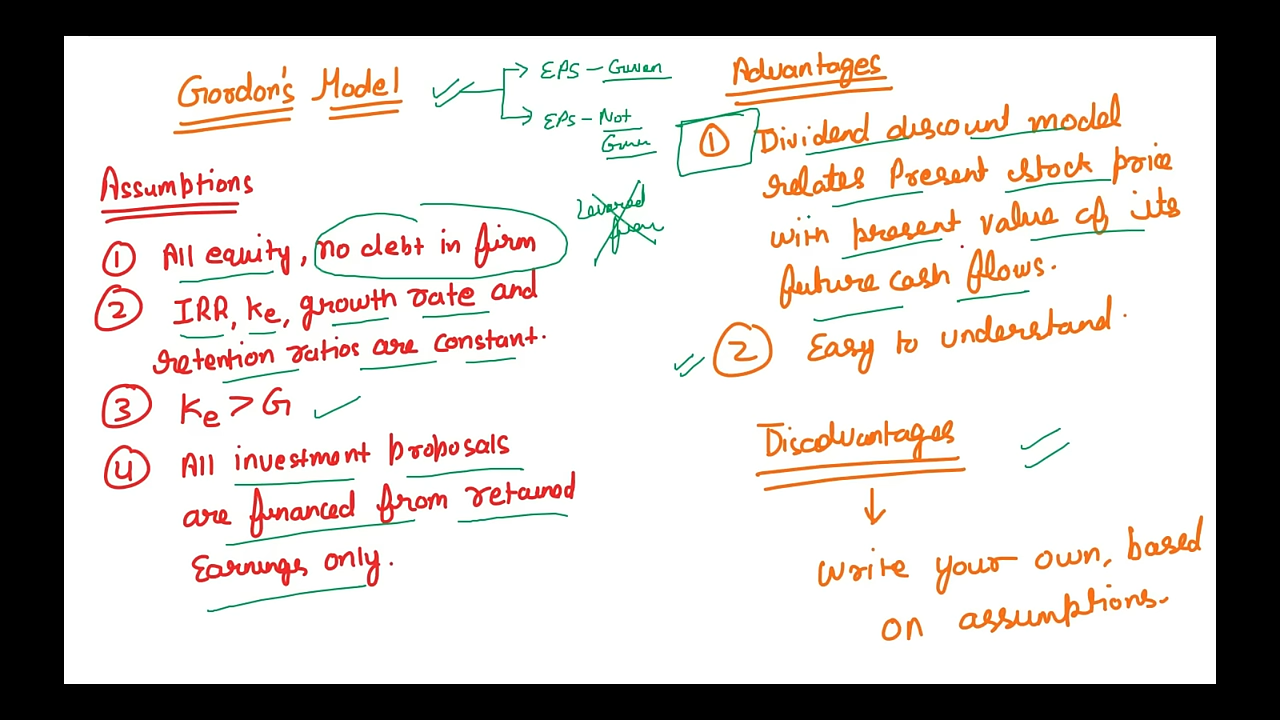 Gordon's Model
EPS - Given
EPS - Not
Given
Assumptions
① All equity, no debt in firm
Levered
firm
② IRR, Ke, growth rate and
retention ratios are constant.
③ Ke > G
④ All investment proposals
are financed from retained
Earnings only.
Advantages
① Dividend discount model
relates Present stock price
with present value of its
future cash flows.
② Easy to understand.
Disadvantages
Write your own, based
on assumptions.